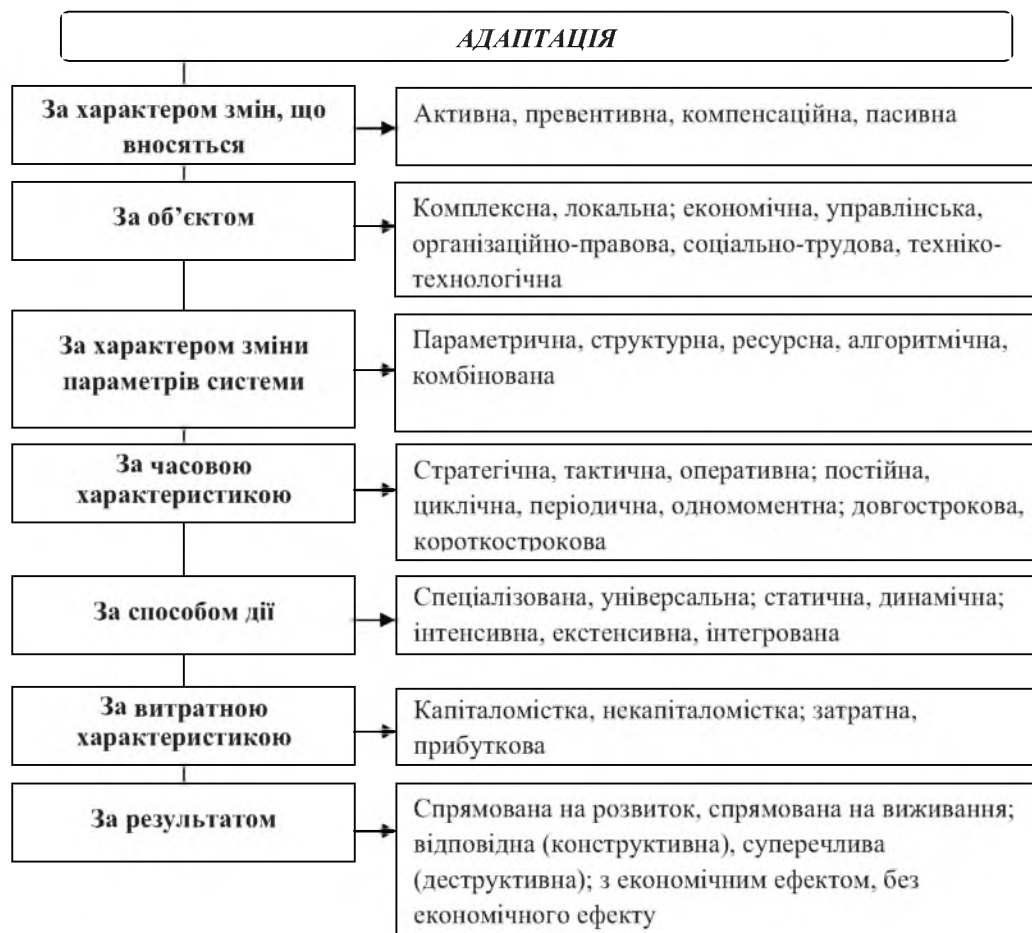 АДАПТАЦІЯ
За характером змін, що
вносяться
Активна, превентивна, компенсаційна, пасивна
За об’єктом
Комплексна, локальна; економічна, управлінська,
організаційно-правова, соціально-трудова, техніко-
технологічна
За характером зміни
параметрів системи
Параметрична, структурна, ресурсна, алгоритмічна,
комбінована
За часовою
характеристикою
Стратегічна, тактична, оперативна; постійна,
циклічна, періодична, одномоментна; довгострокова,
короткострокова
За способом дії
Спеціалізована, універсальна; статична, динамічна;
інтенсивна, екстенсивна, інтегрована
За витратною
характеристикою
Капіталомістка, некапіталомістка; затратна,
прибуткова
За результатом
Спрямована на розвиток, спрямована на виживання;
відповідна (конструктивна), суперечлива
(деструктивна); з економічним ефектом, без
економічного ефекту